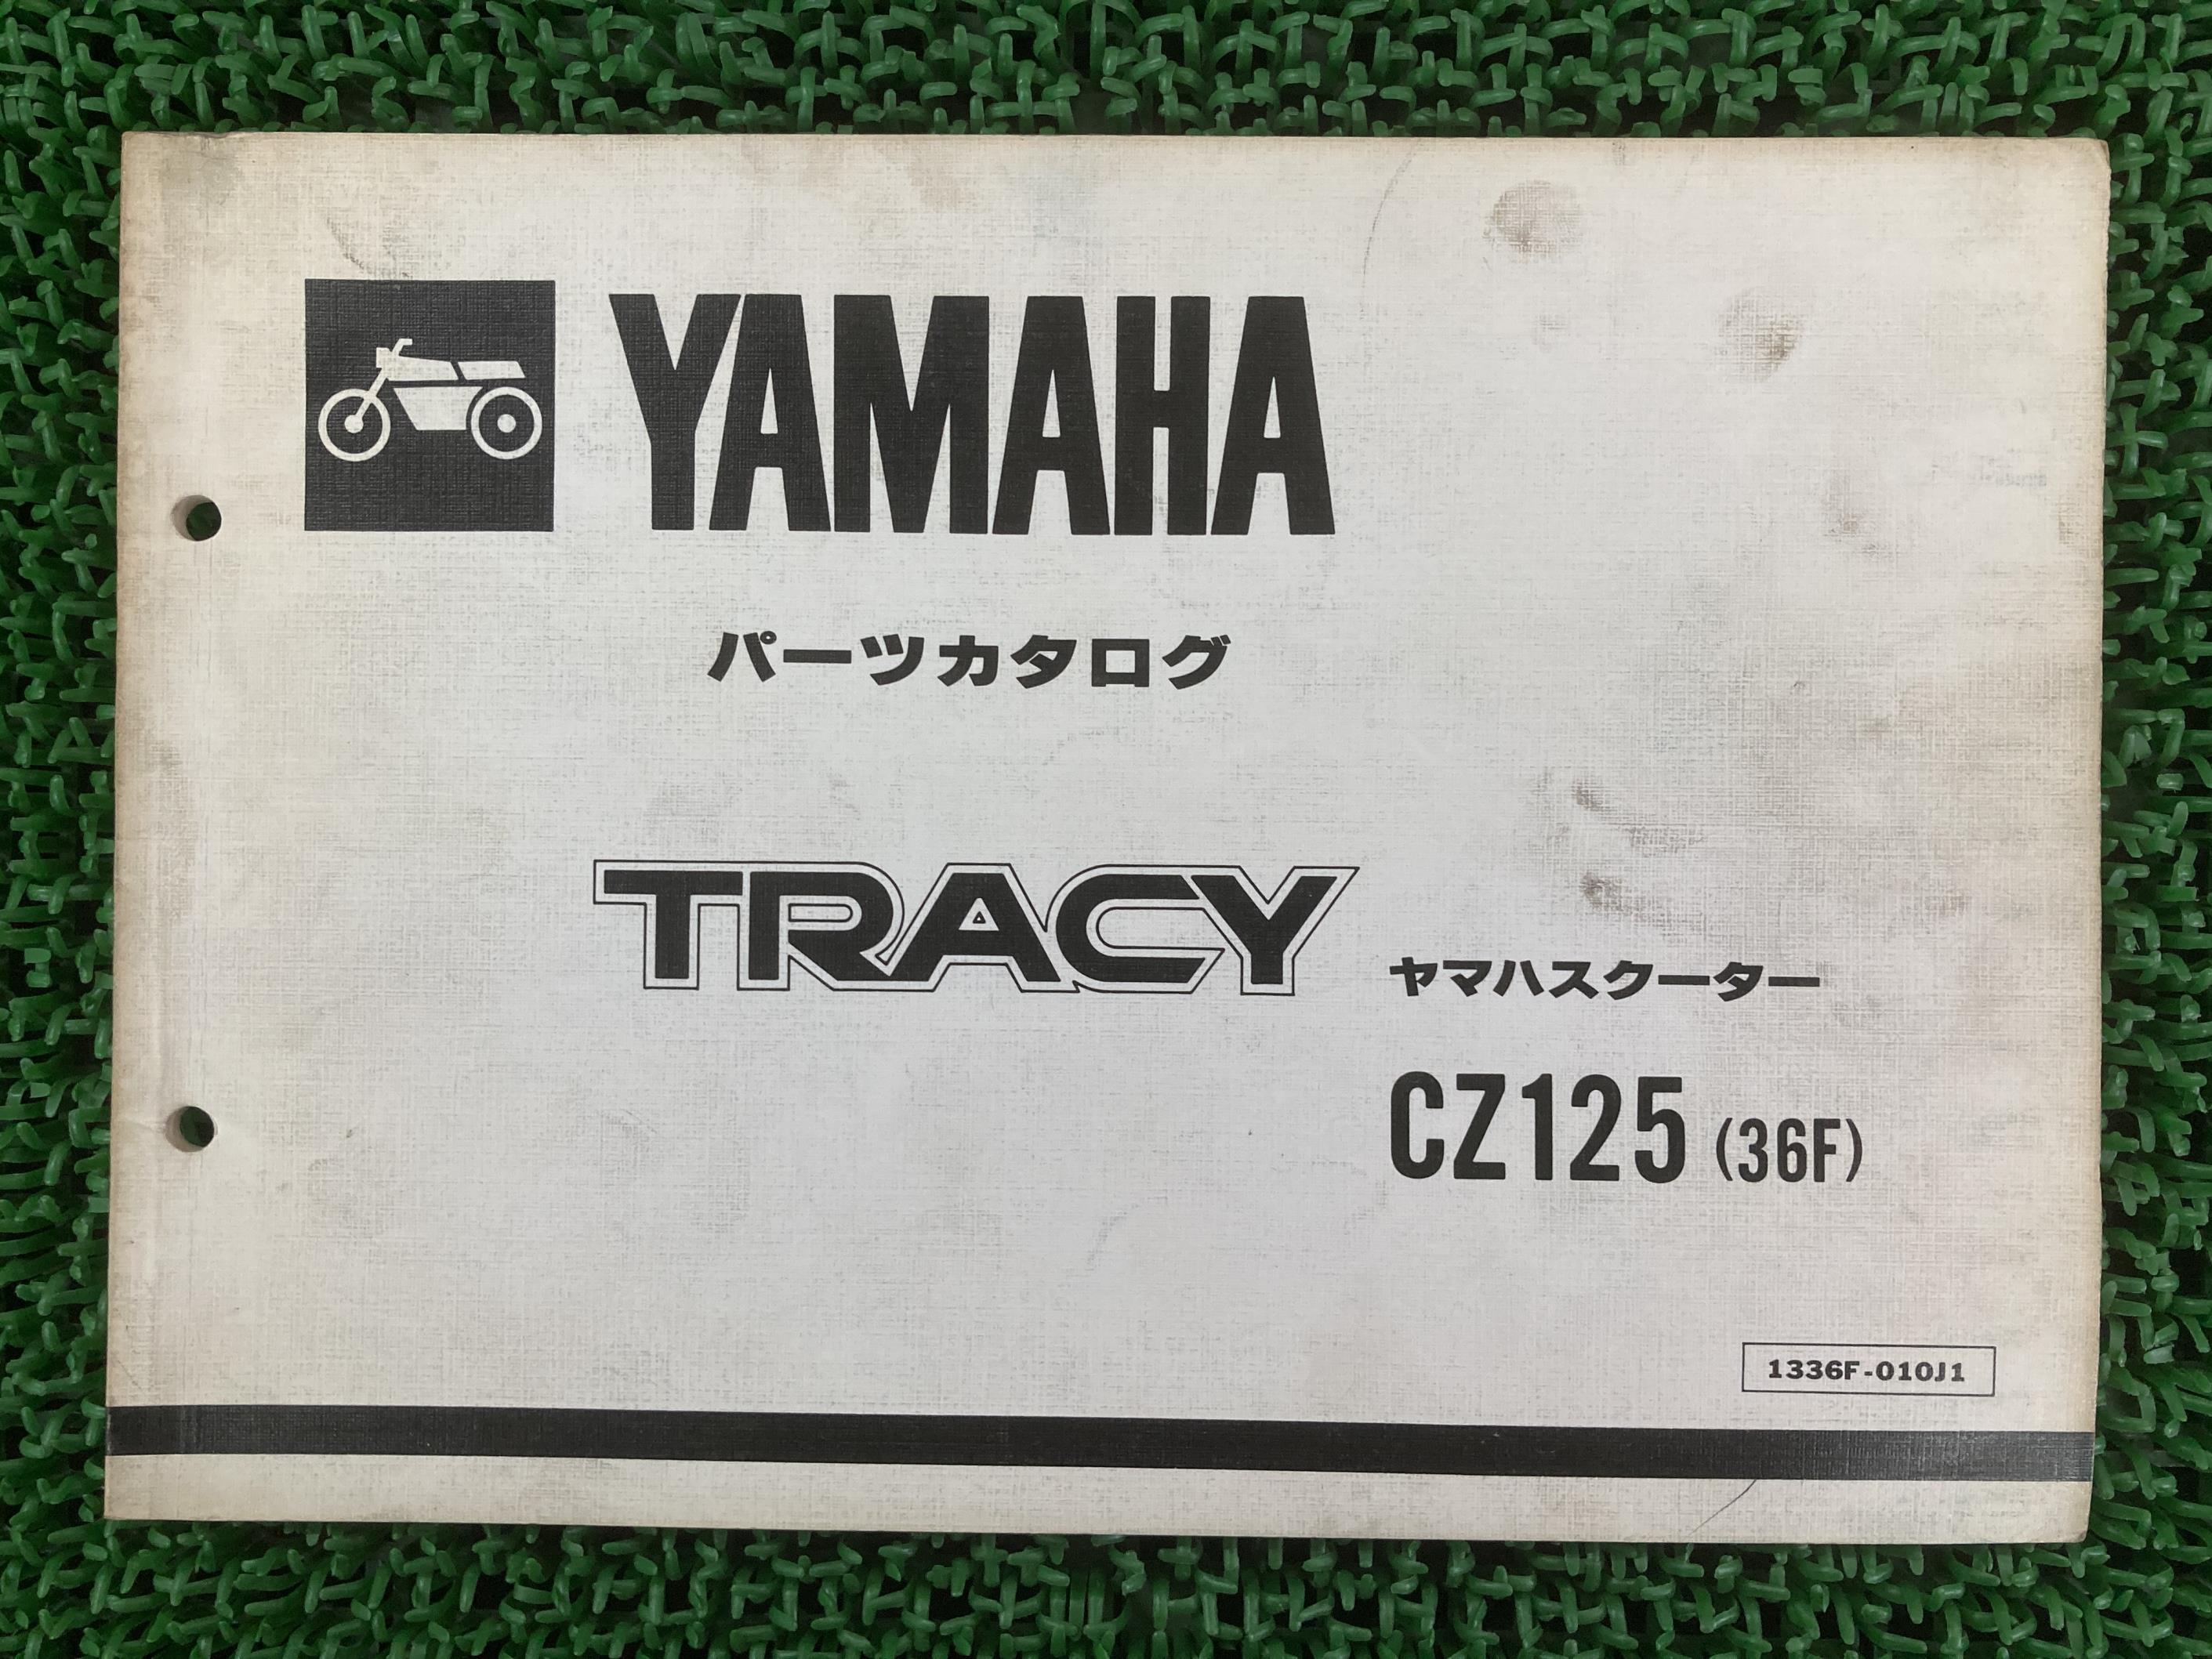 YAMAHA
パーツカタログ
TRACY ヤマハスクーター
CZ125 (36F)
1336F-010J1